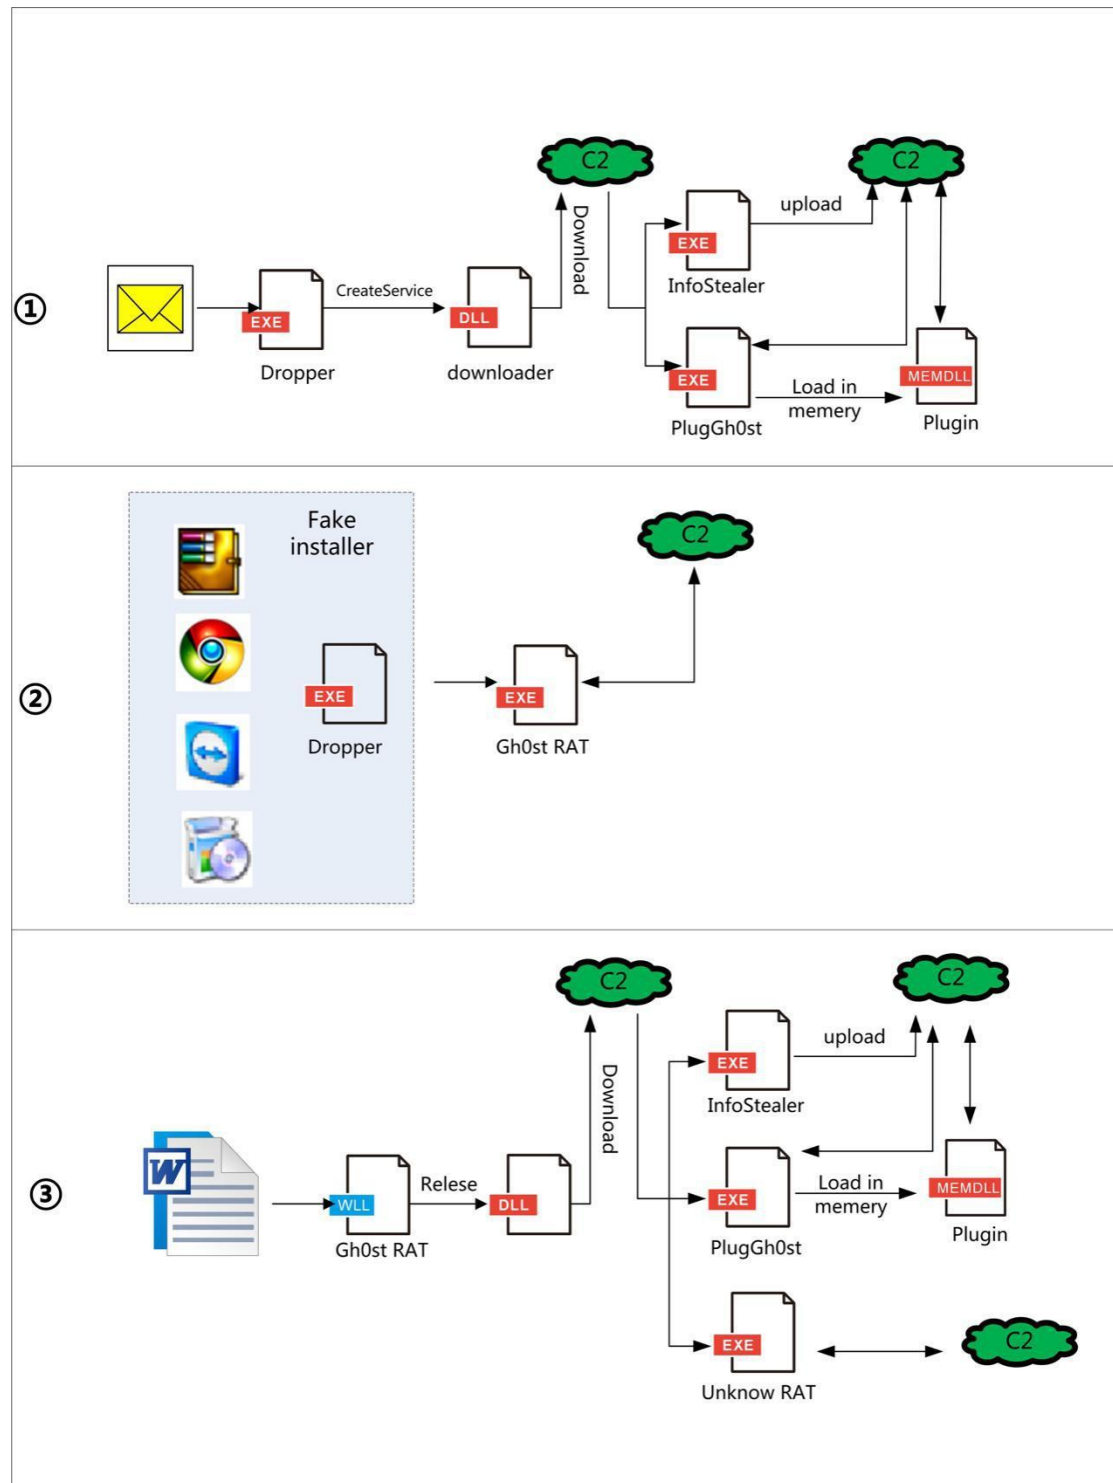 ①
C2
C2
Download
upload
EXE
InfoStealer
CreateService
EXE
Dropper
DLL
downloader
EXE
PlugGh0st
Load in
memery
MEMDLL
Plugin
②
Fake
installer
C2
EXE
Dropper
EXE
Gh0st RAT
③
C2
C2
Download
upload
EXE
InfoStealer
W
WLL
Gh0st RAT
Relese
DLL
EXE
PlugGh0st
Load in
memery
MEMDLL
Plugin
EXE
Unknow RAT
C2